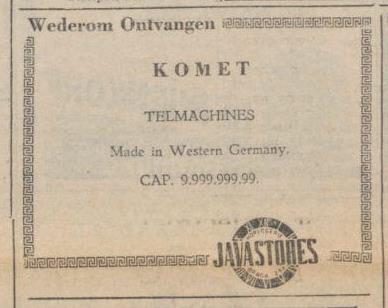 Wederom Ontvangen
KOMET
TELMACHINES
Made in Western Germany.
CAP. 9.999.999.99.
JAVASTORES